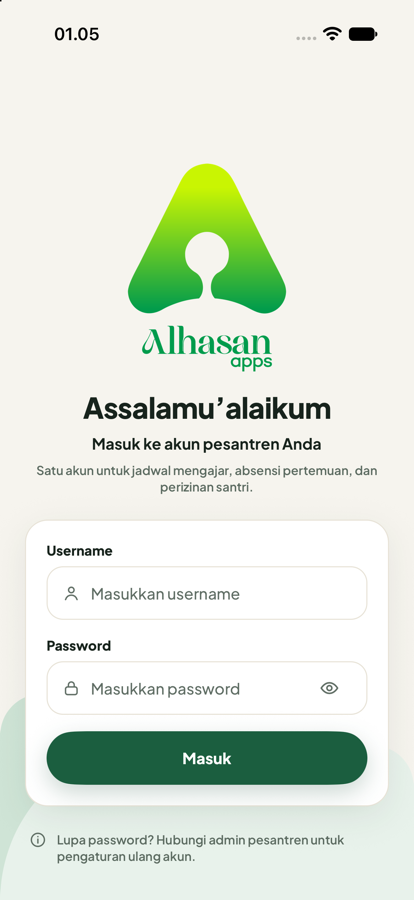 01.05
Alhasan
apps
Assalamu’alaikum
Masuk ke akun pesantren Anda
Satu akun untuk jadwal mengajar, absensi pertemuan, dan
perizinan santri.
Username
Masukkan username
Password
Masukkan password
Masuk
Lupa password? Hubungi admin pesantren untuk
pengaturan ulang akun.